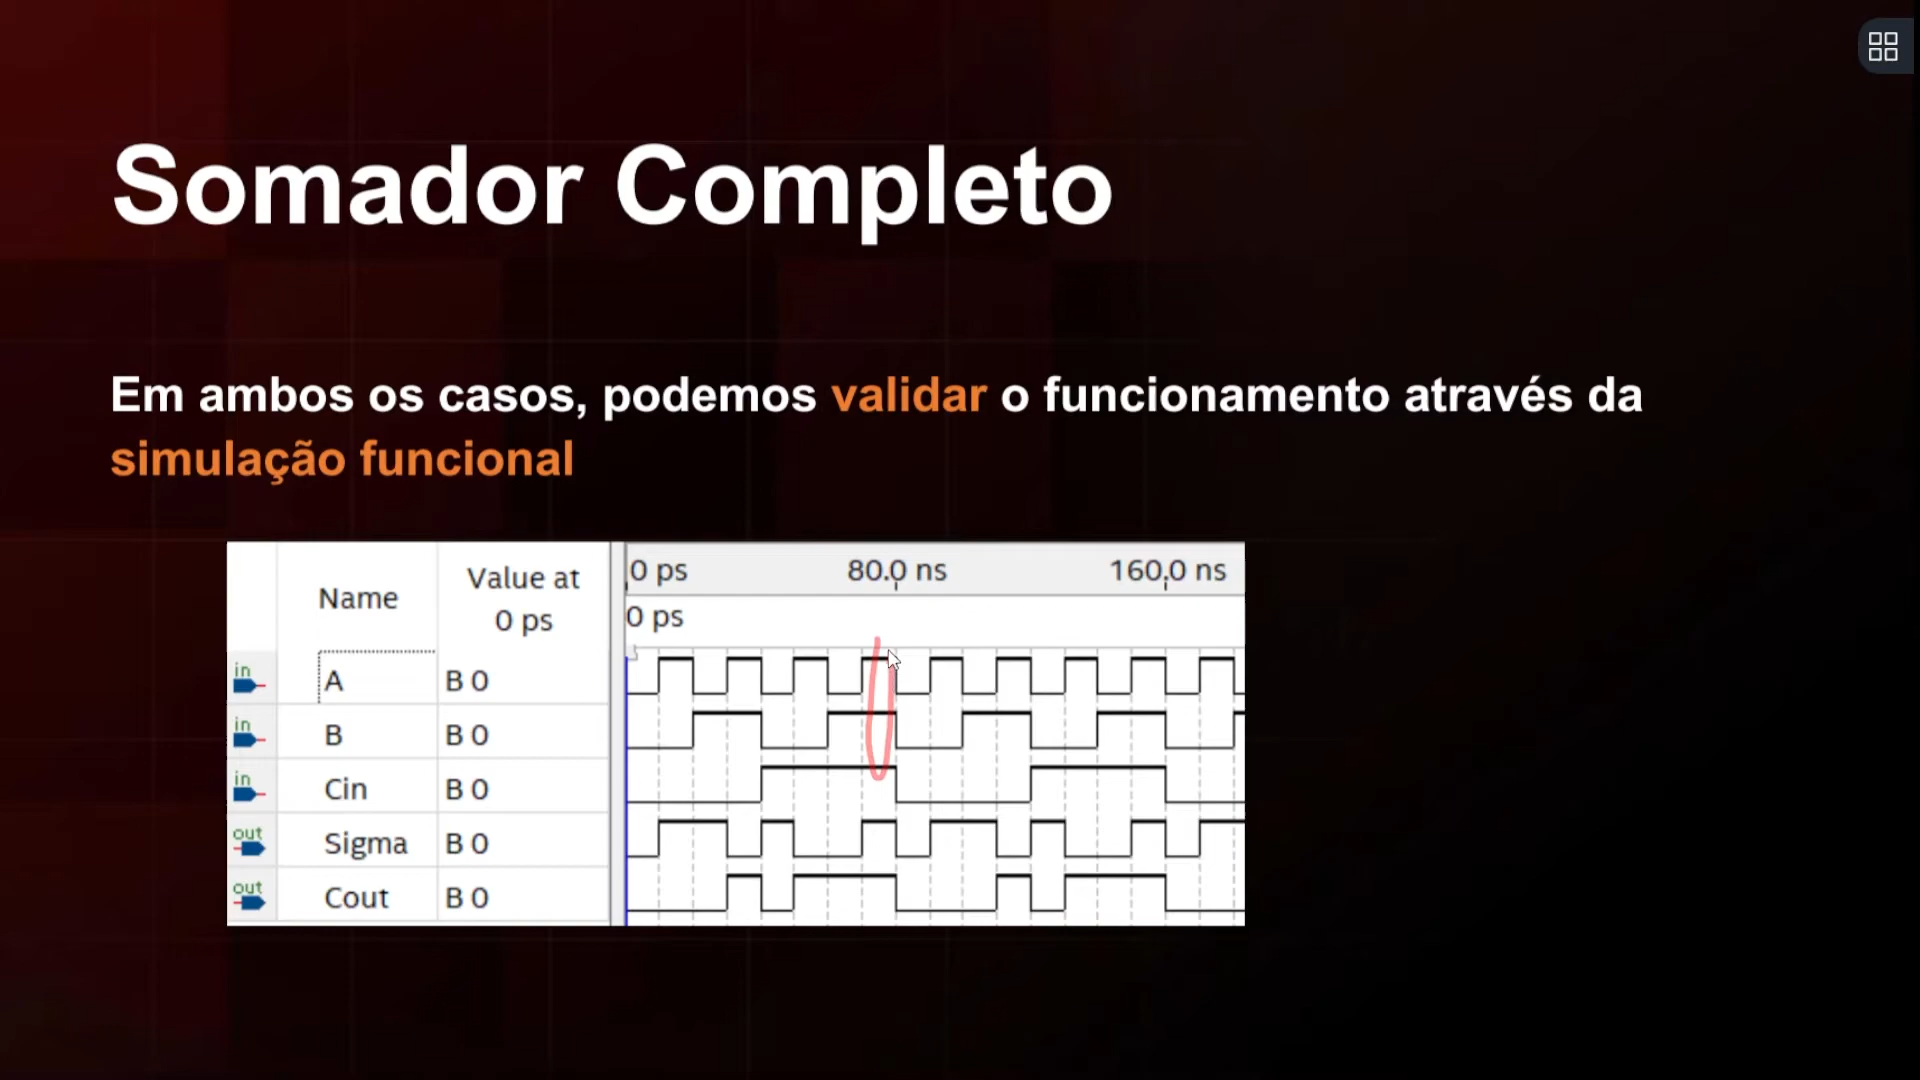 Somador Completo
Em ambos os casos, podemos validar o funcionamento através da
simulação funcional
Name
Value at
0 ps
0 ps
80.0 ns
160.0 ns
0 ps
in
A
B 0
in
B
B 0
in
Cin
B 0
out
Sigma
B 0
out
Cout
B 0